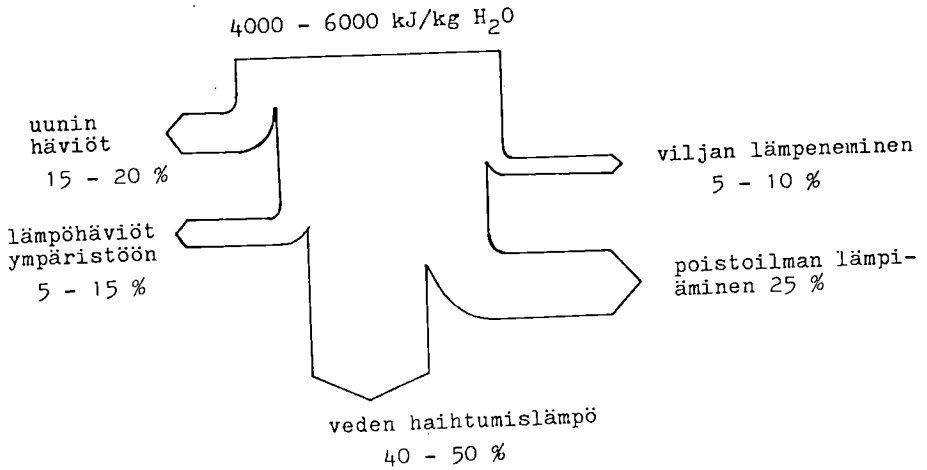 4000 - 6000 kJ/kg H₂O
uunin
häviöt
15 - 20 %
viljan lämpeneminen
5 - 10 %
lämpöhäviöt
ympäristöön
5 - 15 %
poistoilman lämpi-
äminen 25 %
veden haihtumislämpö
40 - 50 %